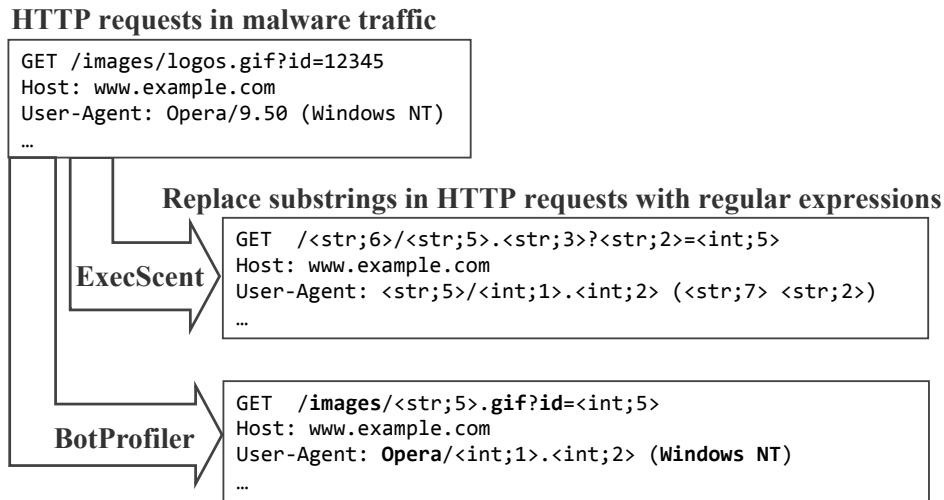 HTTP requests in malware traffic
GET /images/logos.gif?id=12345
Host: www.example.com
User-Agent: Opera/9.50 (Windows NT)
…
Replace substrings in HTTP requests with regular expressions
ExecScent
GET /<str;6>/<str;5>.<str;3>?<str;2>=<int;5>
Host: www.example.com
User-Agent: <str;5>/<int;1>.<int;2> (<str;7> <str;2>)
…
BotProfiler
GET /images/<str;5>.gif?id=<int;5>
Host: www.example.com
User-Agent: Opera/<int;1>.<int;2> (Windows NT)
…